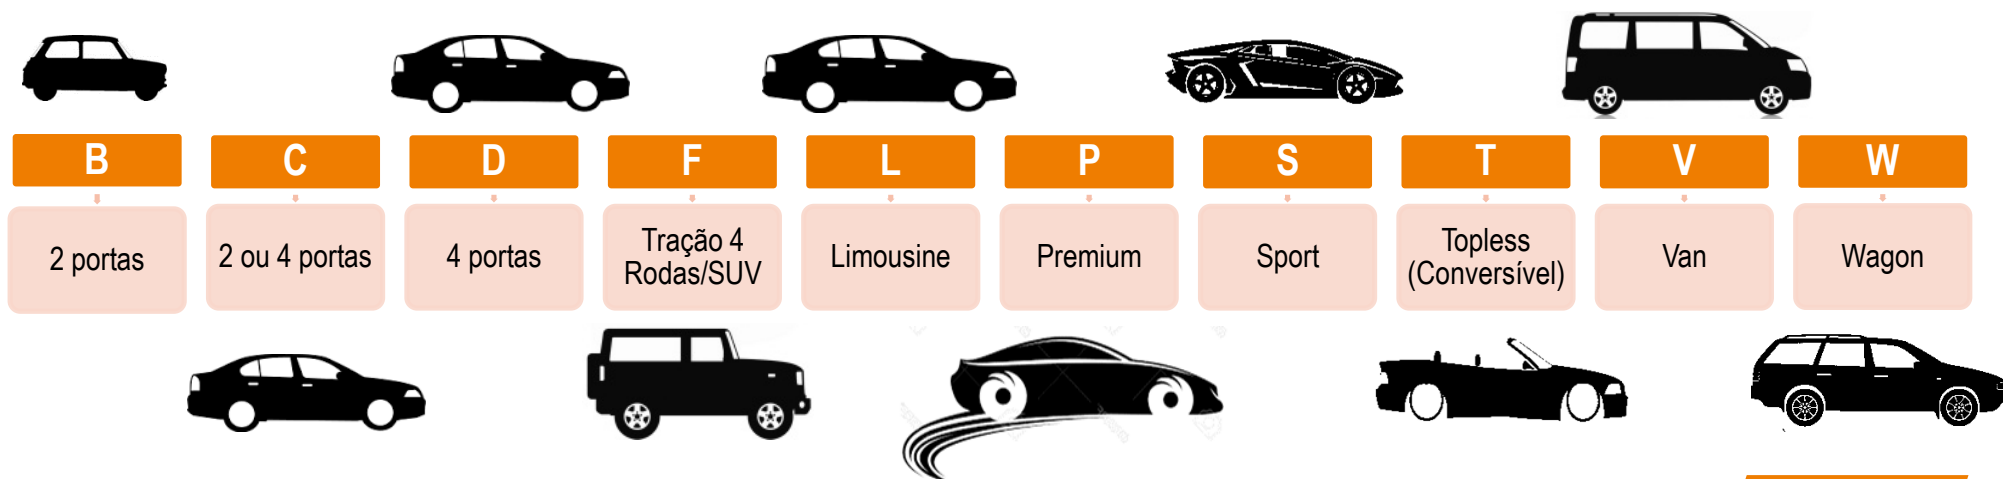 B
C
D
F
L
P
S
T
V
W
2 portas
2 ou 4 portas
4 portas
Tração 4
Rodas/SUV
Limousine
Premium
Sport
Topless
(Conversível)
Van
Wagon